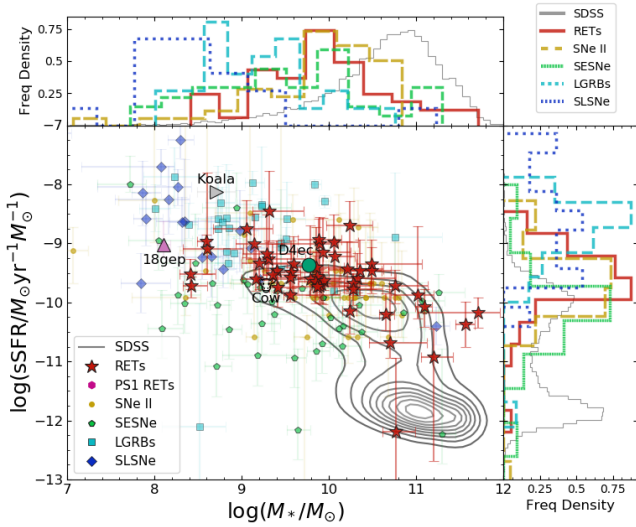 0.75
0.50
0.25
Freq Density
SDSS
RETs
SNe II
SESNe
LGRBs
SLSNe
−7
−8
−9
−10
−11
−12
−13
log(sSFR/M⊙yr⁻¹M⊙⁻¹)
Koala
18gep
D4ec
Cow
SDSS
RETs
PS1 RETs
SNe II
SESNe
LGRBs
SLSNe
7 8 9 10 11 12
log(M*/M⊙)
0.25 0.50 0.75
Freq Density